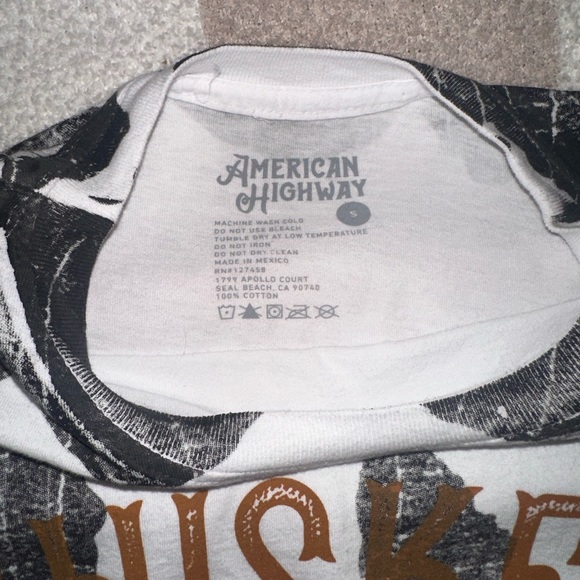 AMERICAN
HIGHWAY
S
MACHINE WASH COLD
DO NOT USE BLEACH
TUMBLE DRY AT LOW TEMPERATURE
DO NOT IRON
DO NOT DRY CLEAN
MADE IN MEXICO
RN#127458
1799 APOLLO COURT
SEAL BEACH, CA 90740
100% COTTON